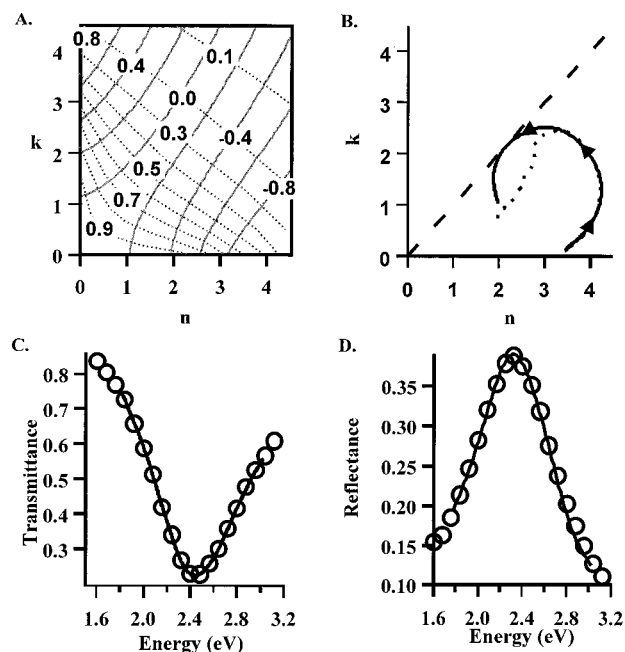 A.
4
3
2
1
0
k
0.8
0.4
0.1
0.0
0.3
-0.4
0.5
0.7
-0.8
0.9
0 1 2 3 4
n
B.
4
3
2
1
0
k
0 1 2 3 4
n
C.
Transmittance
0.8
0.7
0.6
0.5
0.4
0.3
1.6 2.0 2.4 2.8 3.2
Energy (eV)
D.
Reflectance
0.35
0.30
0.25
0.20
0.15
0.10
1.6 2.0 2.4 2.8 3.2
Energy (eV)